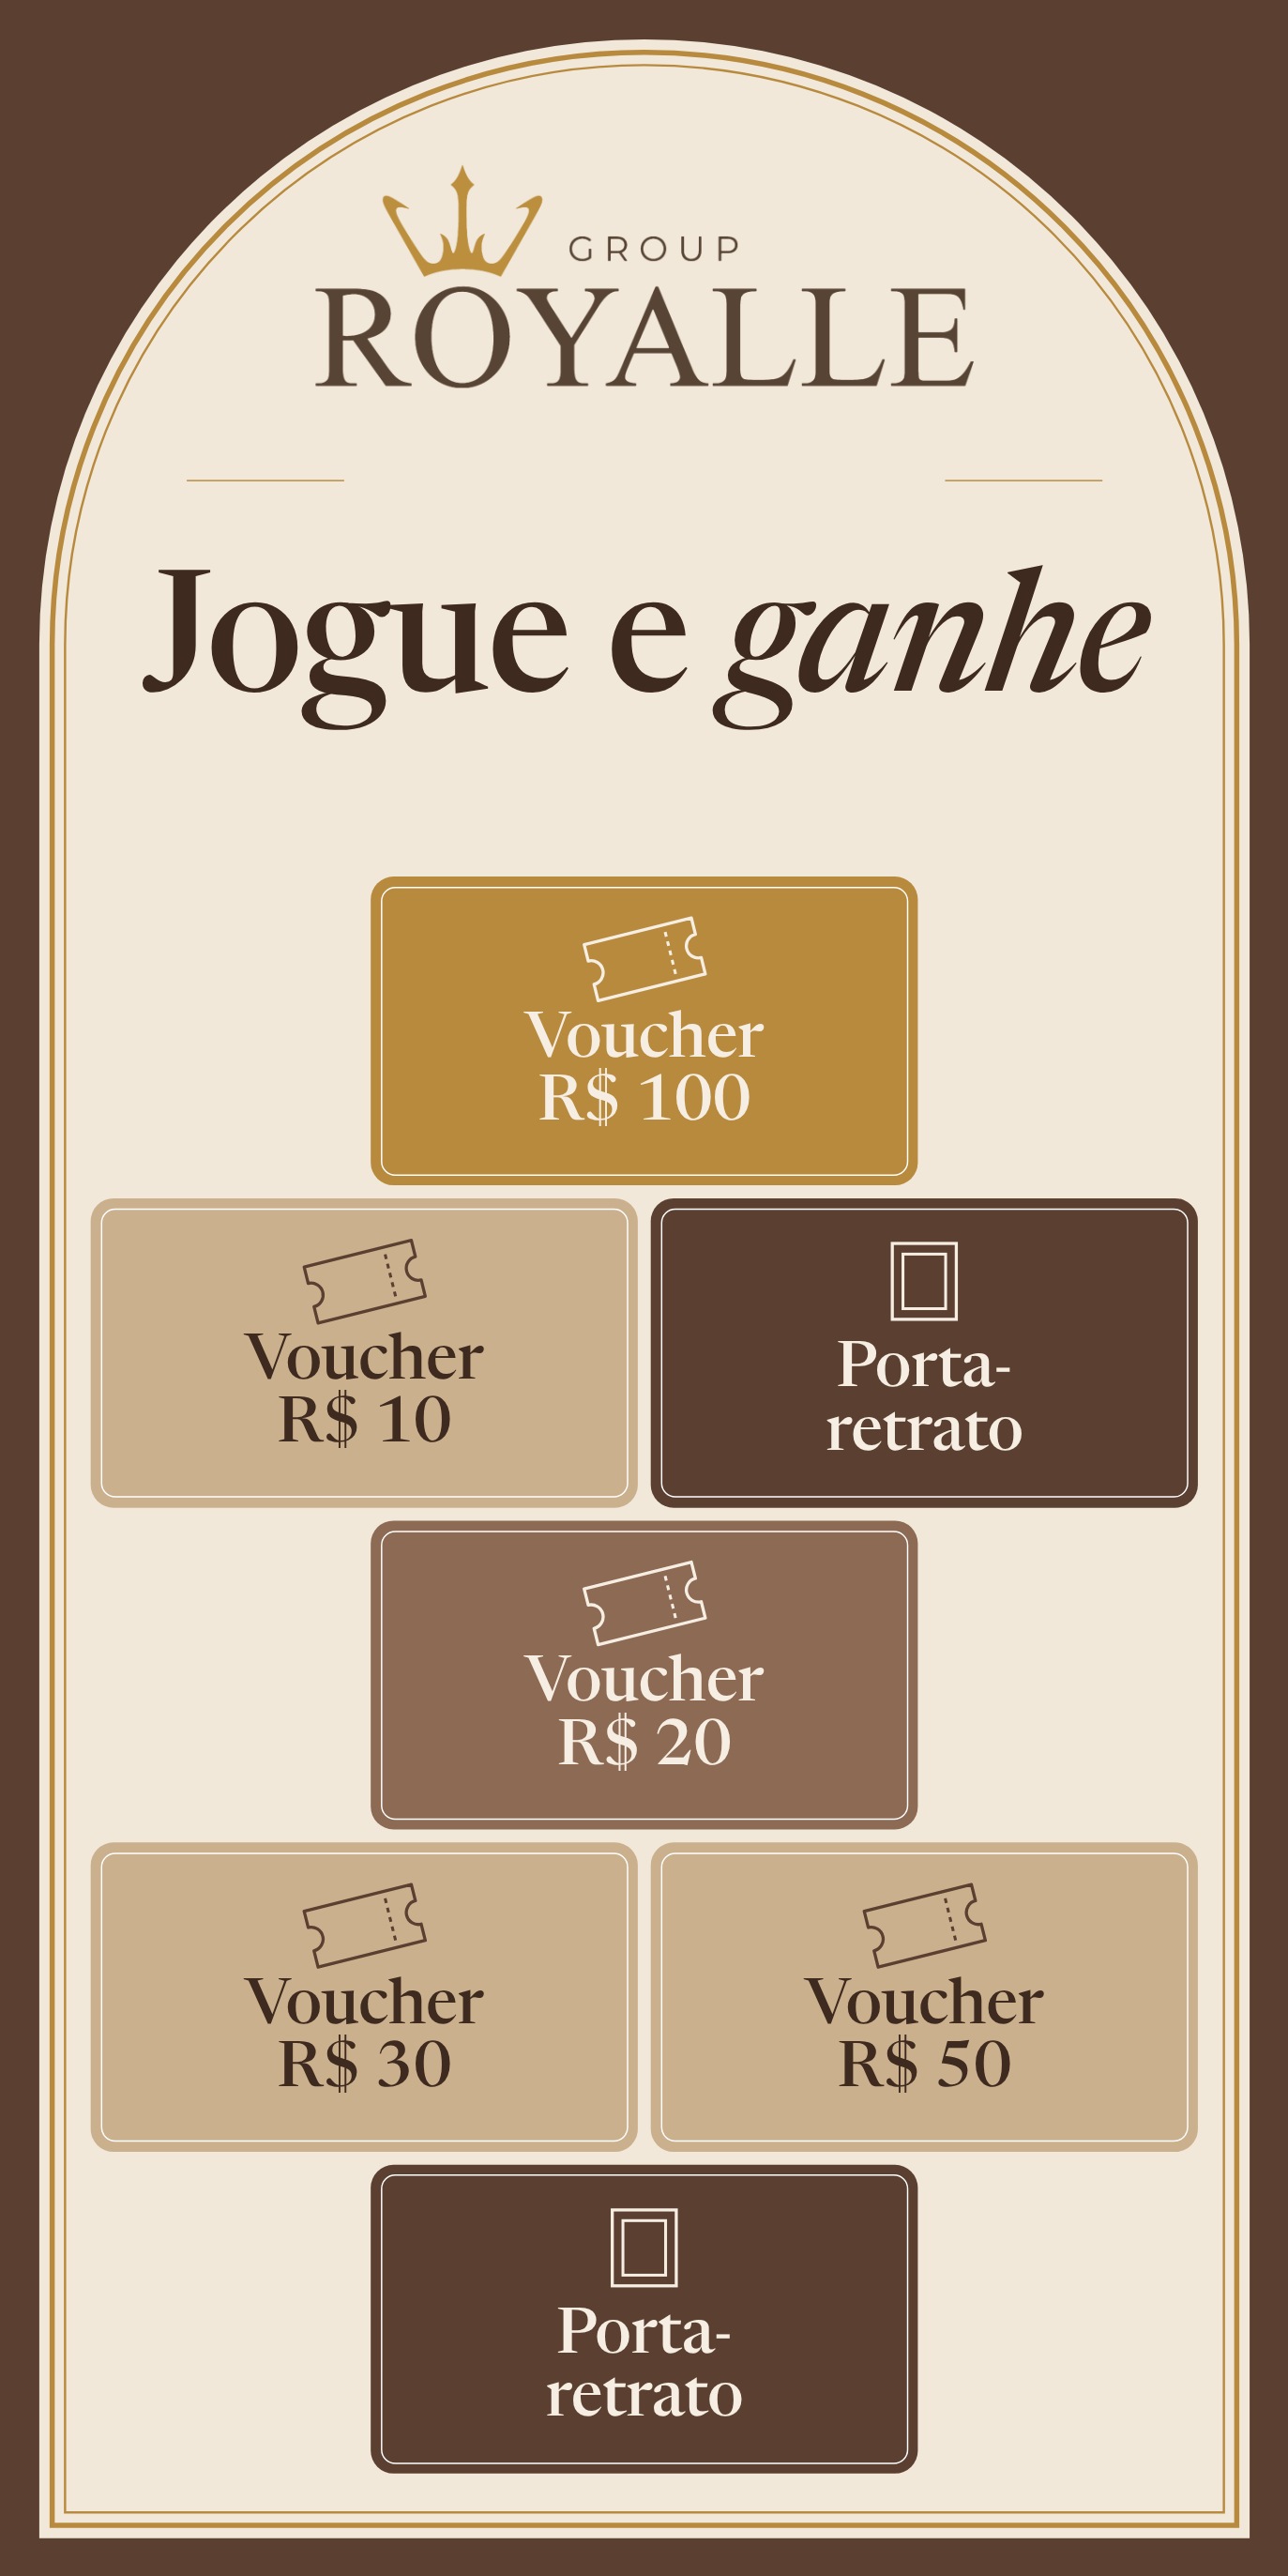 GROUP
ROYALLE
Jogue e ganhe
Voucher
R$ 100
Voucher
R$ 10
Porta-
retrato
Voucher
R$ 20
Voucher
R$ 30
Voucher
R$ 50
Porta-
retrato